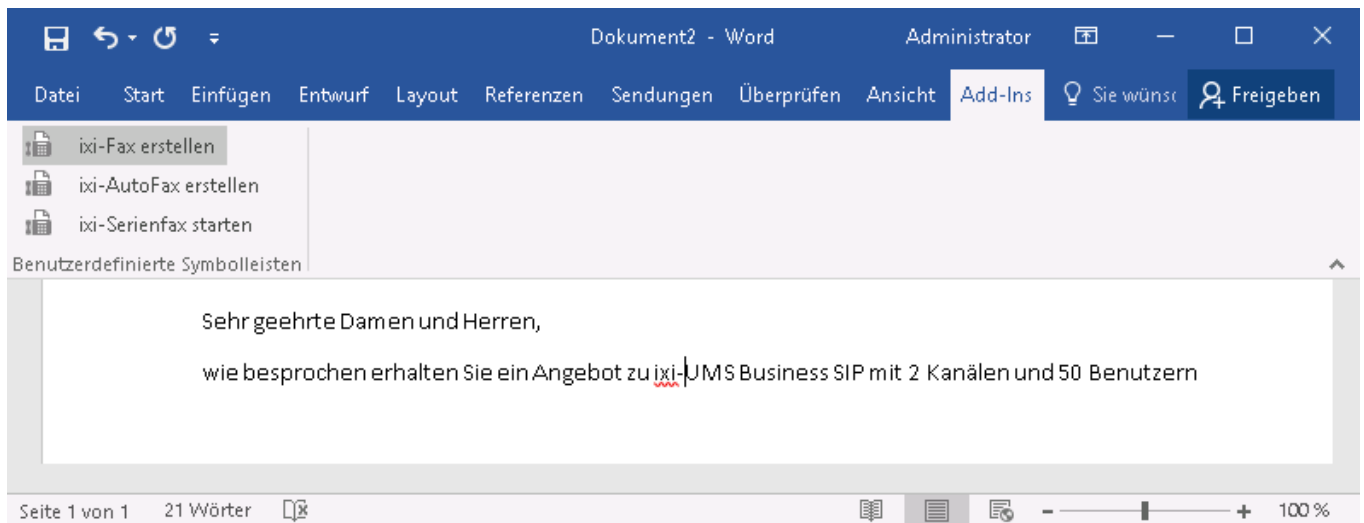 Dokument2 - Word Administrator
Datei Start Einfügen Entwurf Layout Referenzen Sendungen Überprüfen Ansicht Add-Ins Sie wünsc Freigeben
ixi-Fax erstellen
ixi-AutoFax erstellen
ixi-Serienfax starten
Benutzerdefinierte Symbolleisten
Sehr geehrte Damen und Herren,
wie besprochen erhalten Sie ein Angebot zu ixi-UMS Business SIP mit 2 Kanälen und 50 Benutzern
Seite 1 von 1 21 Wörter 100 %